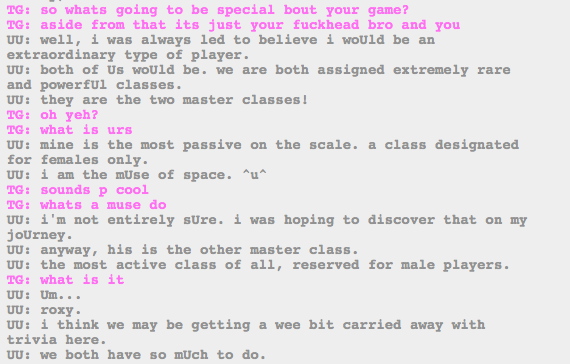 TG: so whats going to be special bout your game?
TG: aside from that its just your fuckhead bro and you
UU: well, i was always led to believe i woUld be an
extraordinary type of player.
UU: both of Us woUld be. we are both assigned extremely rare
and powerfUl classes.
UU: they are the two master classes!
TG: oh yeh?
TG: what is urs
UU: mine is the most passive on the scale. a class designated
for females only.
UU: i am the mUse of space. ^u^
TG: sounds p cool
TG: whats a muse do
UU: i'm not entirely sUre. i was hoping to discover that on my
joUrney.
UU: anyway, his is the other master class.
UU: the most active class of all, reserved for male players.
TG: what is it
UU: Um...
UU: roxy.
UU: i think we may be getting a wee bit carried away with
trivia here.
UU: we both have so mUch to do.